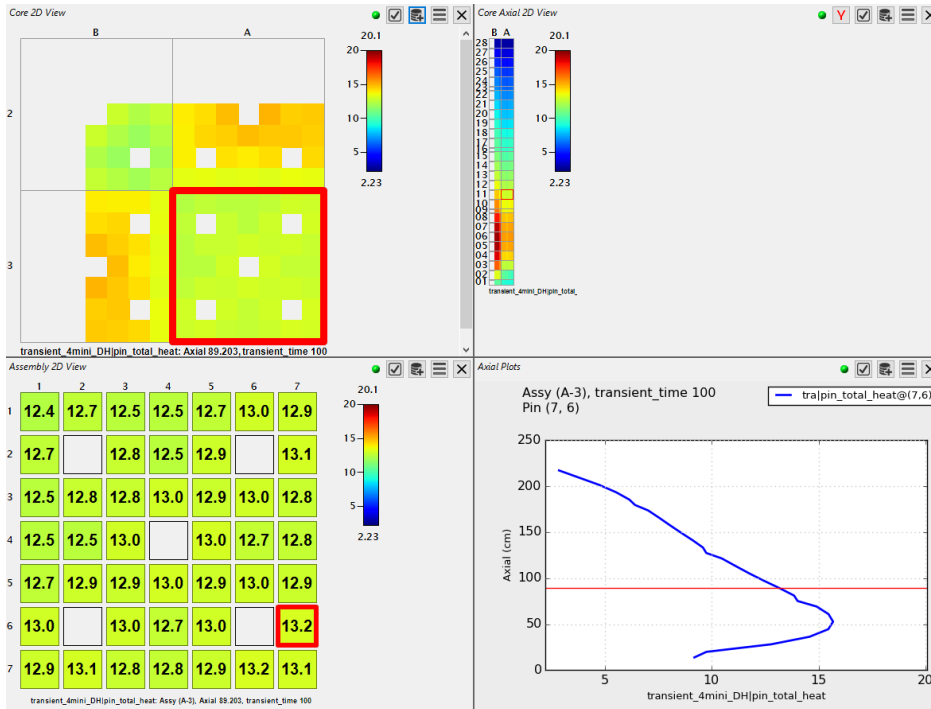 Core 2D View
B A
20.1
20
15
10
5
2.23
2
3
transient_4mini_DH|pin_total_heat: Axial 89.203, transient_time 100
Core Axial 2D View
Y
B A
20.1
28
27
26
25
24
23
22
21
20
19
18
17
16
15
14
13
12
11
10
09
08
07
06
05
04
03
02
01
20
15
10
5
2.23
transient_4mini_DH|pin_total_
Assembly 2D View
1 2 3 4 5 6 7
1 12.4 12.7 12.5 12.5 12.7 13.0 12.9
2 12.7 12.8 12.5 12.9 13.1
3 12.5 12.8 12.8 13.0 12.9 13.0 12.8
4 12.5 12.5 13.0 13.0 12.7 12.8
5 12.7 12.9 12.9 13.0 12.9 13.0 12.9
6 13.0 13.0 12.7 13.0 13.2
7 12.9 13.1 12.8 12.8 12.9 13.2 13.1
20.1
20
15
10
5
2.23
transient_4mini_DH|pin_total_heat: Assy (A-3), Axial 89.203, transient_time 100
Axial Plots
Assy (A-3), transient_time 100
Pin (7, 6)
tra|pin_total_heat@(7,6)
Axial (cm)
250
200
150
100
50
0
5 10 15 20
transient_4mini_DH|pin_total_heat